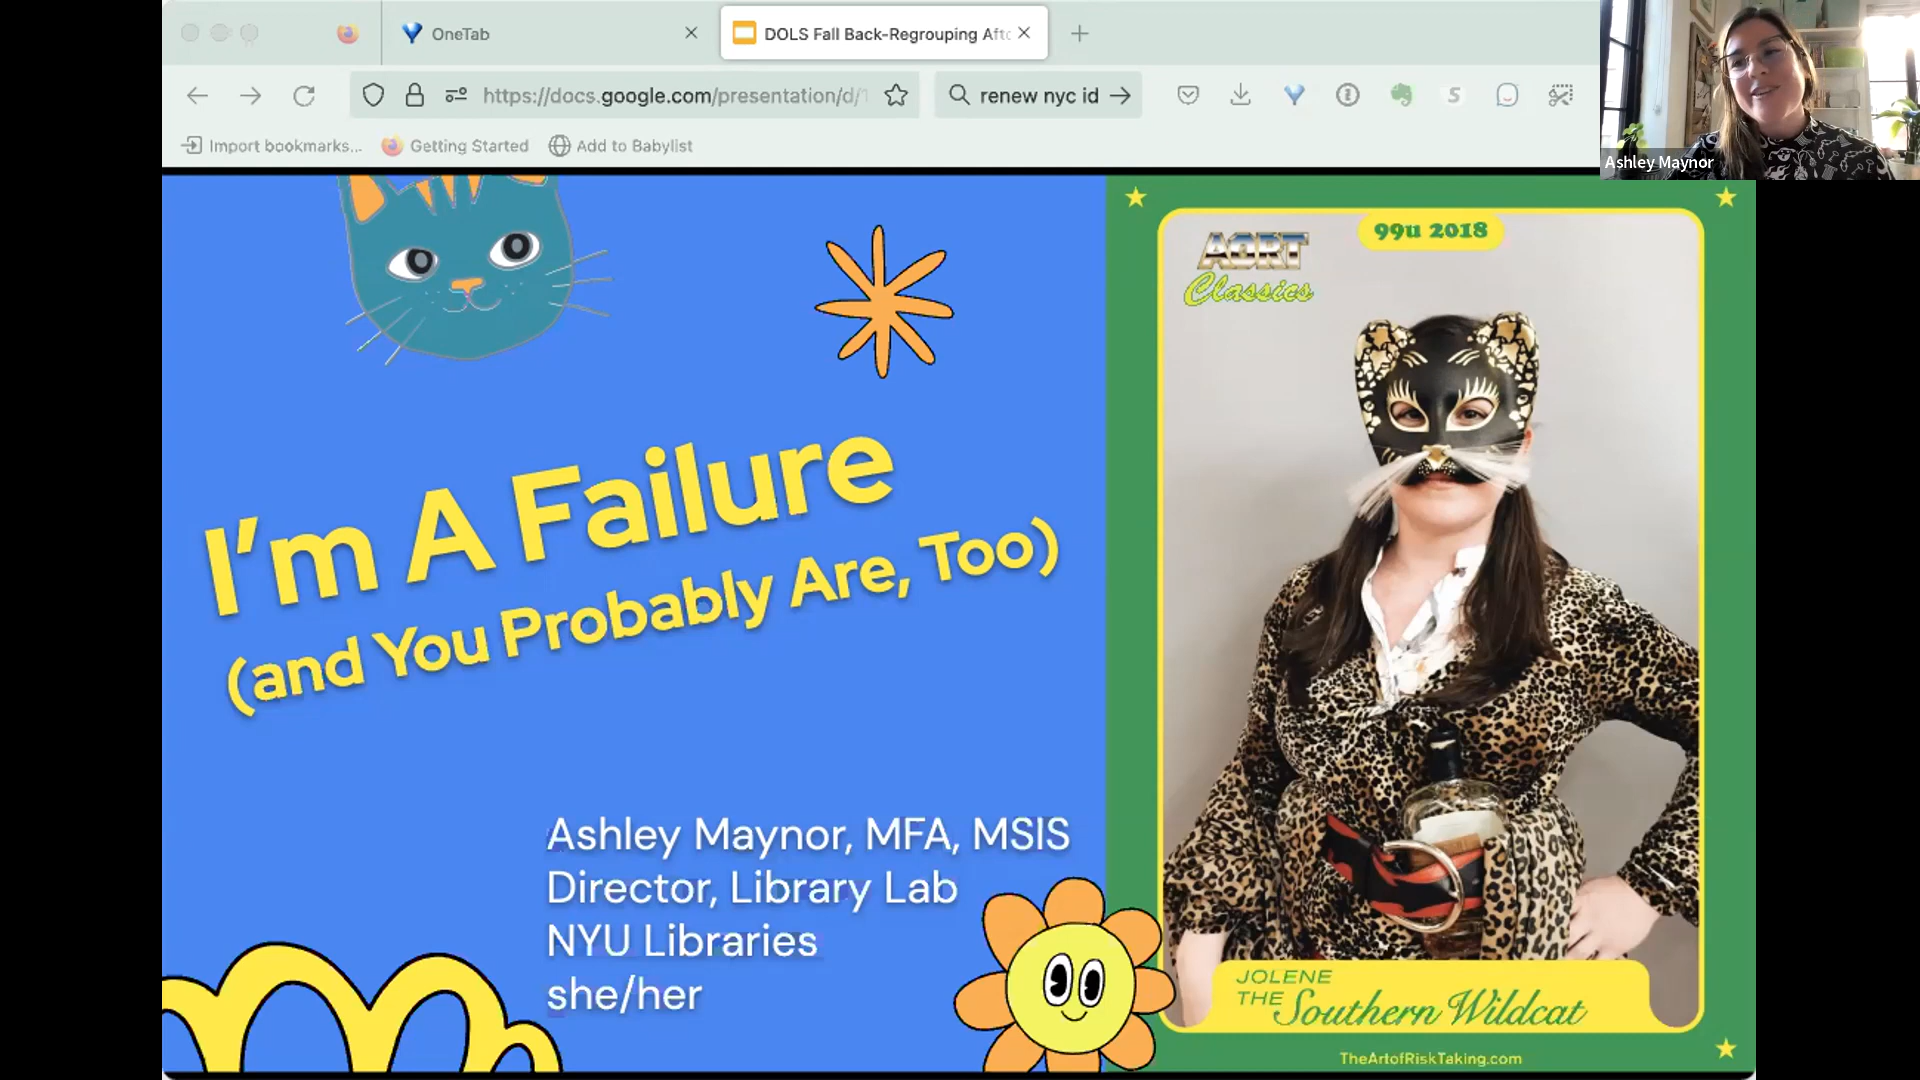 OneTab
DOLS Fall Back-Regrouping Afte
https://docs.google.com/presentation/d/1
renew nyc id
Import bookmarks...
Getting Started
Add to Babylist
Ashley Maynor
I'm A Failure
(and You Probably Are, Too)
Ashley Maynor, MFA, MSIS
Director, Library Lab
NYU Libraries
she/her
99u 2018
AORT
Classics
JOLENE
THE Southern Wildcat
TheArtofRiskTaking.com